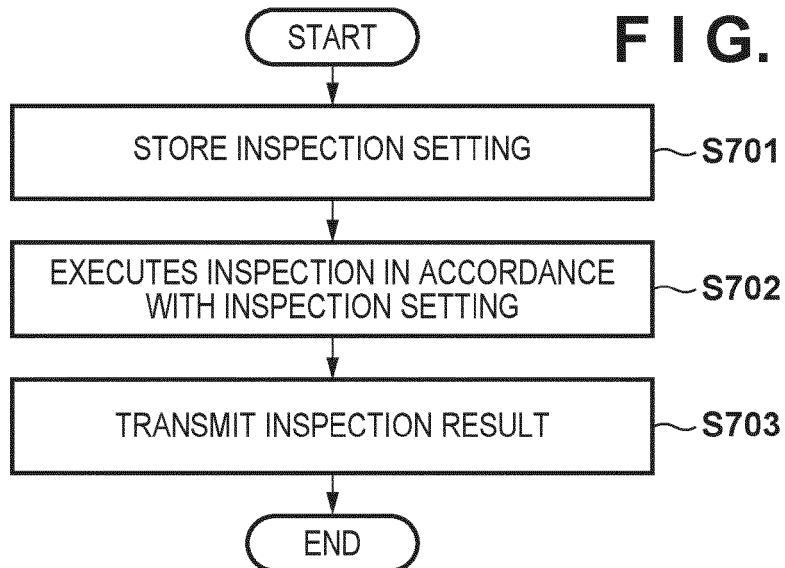 START
F I G.
STORE INSPECTION SETTING
S701
EXECUTES INSPECTION IN ACCORDANCE
WITH INSPECTION SETTING
S702
TRANSMIT INSPECTION RESULT
S703
END